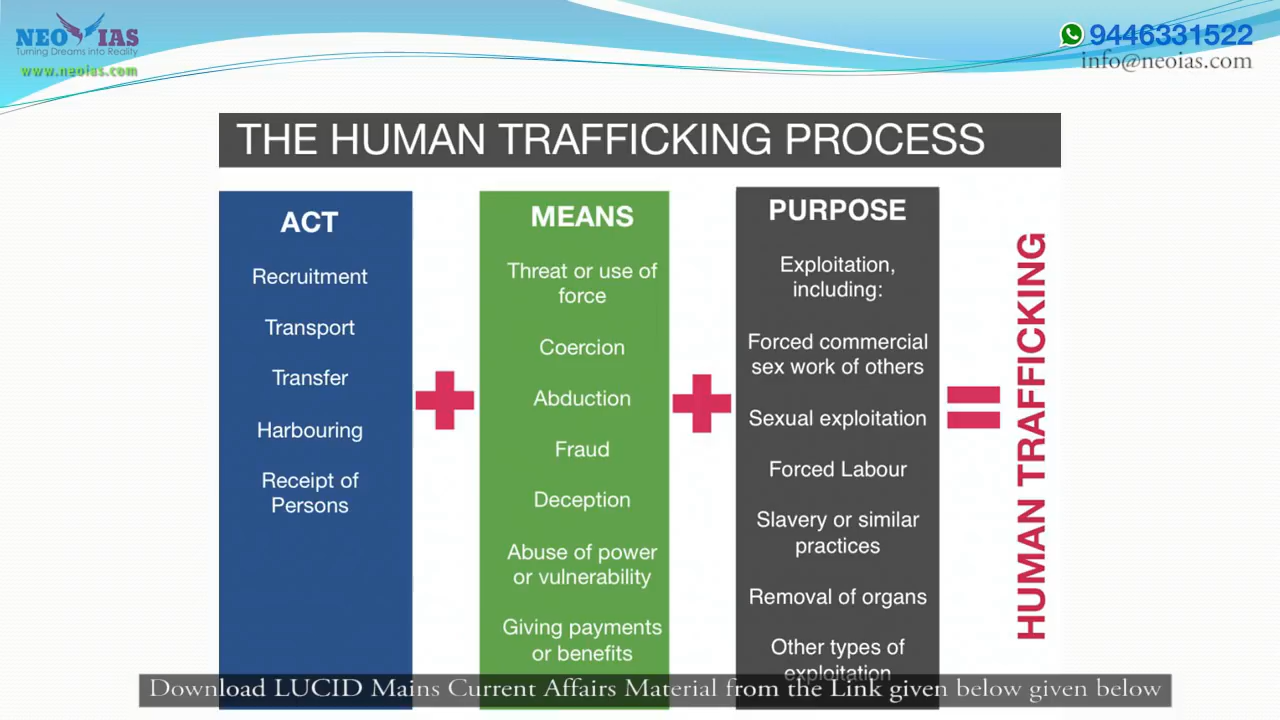 NEO IAS
Turning Dreams into Reality
www.neoias.com
9446331522
info@neoias.com
THE HUMAN TRAFFICKING PROCESS
ACT
Recruitment
Transport
Transfer
Harbouring
Receipt of
Persons
MEANS
Threat or use of
force
Coercion
Abduction
Fraud
Deception
Abuse of power
or vulnerability
Giving payments
or benefits
PURPOSE
Exploitation,
including:
Forced commercial
sex work of others
Sexual exploitation
Forced Labour
Slavery or similar
practices
Removal of organs
Other types of
exploitation
HUMAN TRAFFICKING
Download LUCID Mains Current Affairs Material from the Link given below given below